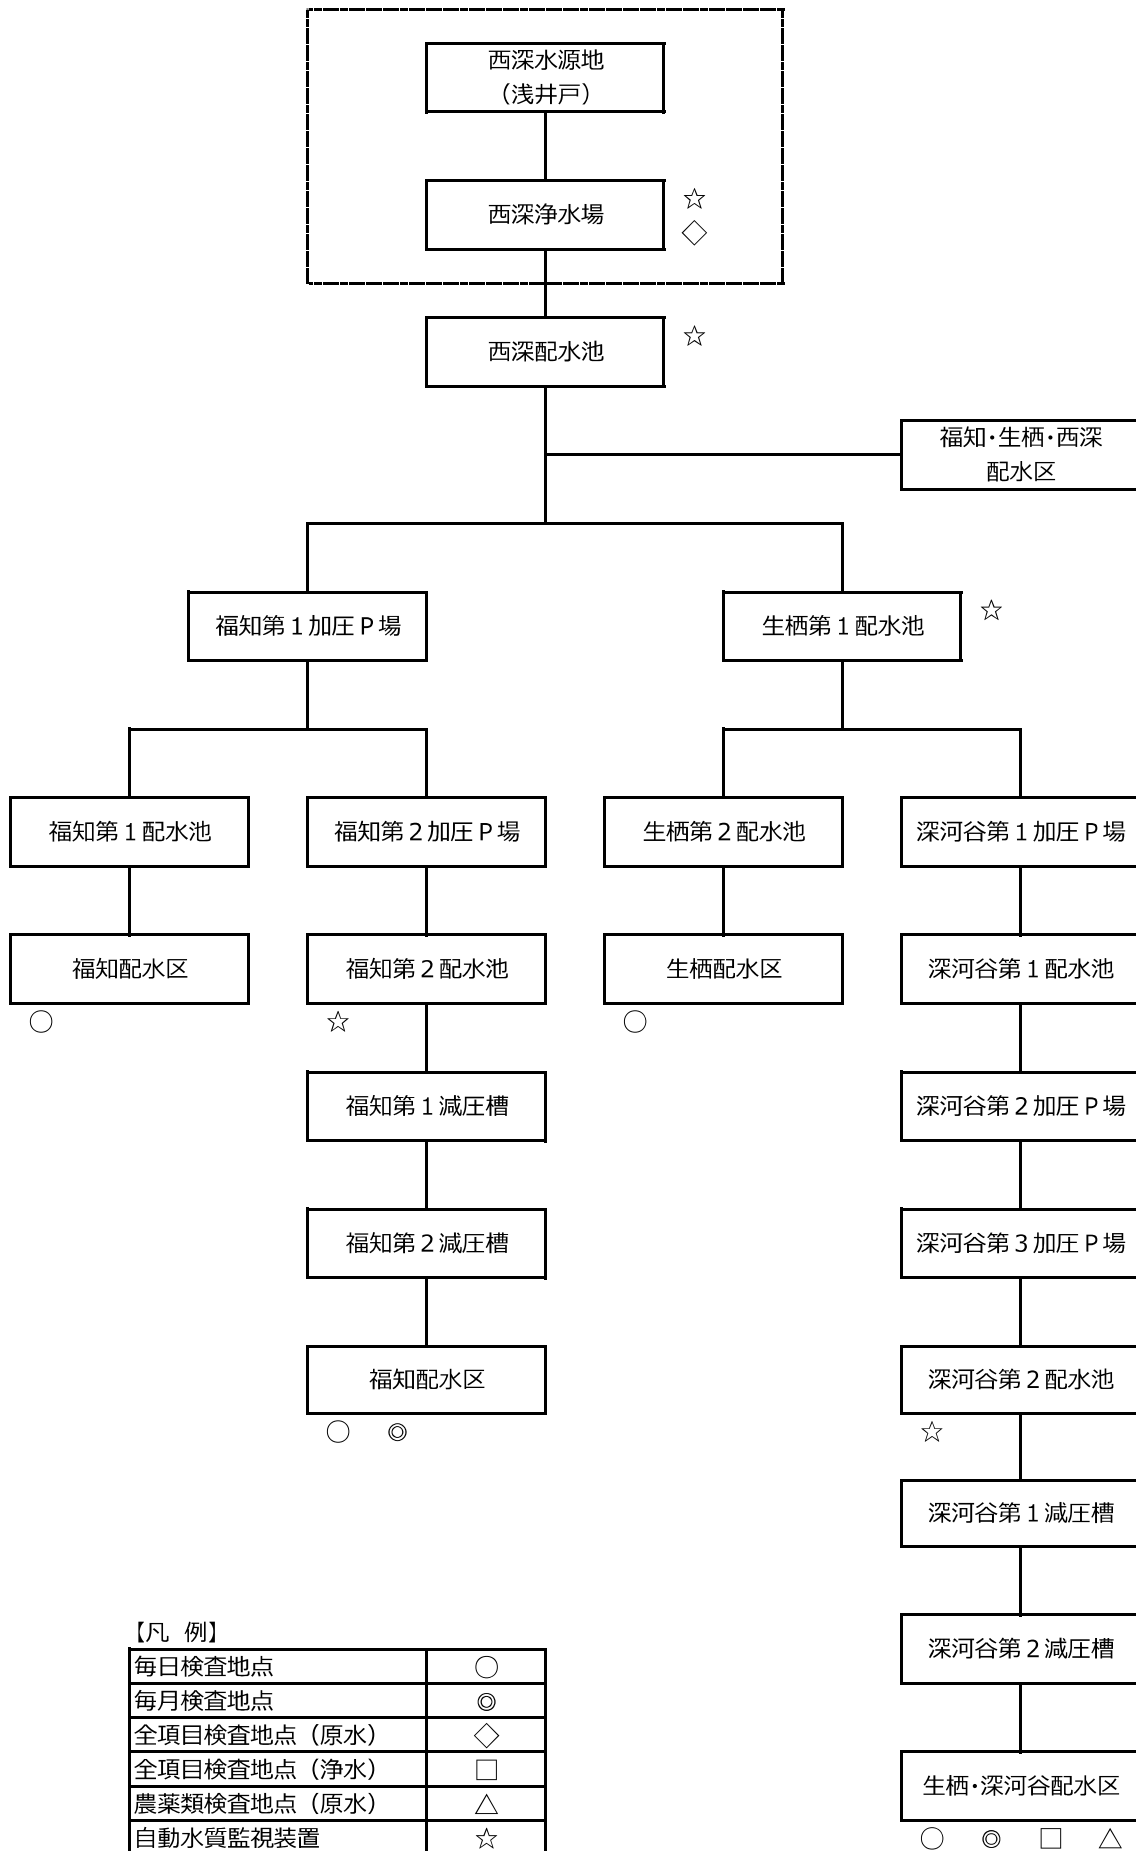 西深水源地
（浅井戸）
西深浄水場
☆
◇
西深配水池
☆
福知・生栖・西深
配水区
福知第１加圧Ｐ場
生栖第１配水池
☆
福知第１配水池
福知第２加圧Ｐ場
生栖第２配水池
深河谷第１加圧Ｐ場
福知配水区
福知第２配水池
生栖配水区
深河谷第１配水池
○
☆
○
福知第１減圧槽
深河谷第２加圧Ｐ場
福知第２減圧槽
深河谷第３加圧Ｐ場
福知配水区
深河谷第２配水池
○ ◎
☆
深河谷第１減圧槽
深河谷第２減圧槽
生栖・深河谷配水区
○ ◎ □ △
【凡 例】
毎日検査地点 ○
毎月検査地点 ◎
全項目検査地点（原水） ◇
全項目検査地点（浄水） □
農薬類検査地点（原水） △
自動水質監視装置 ☆